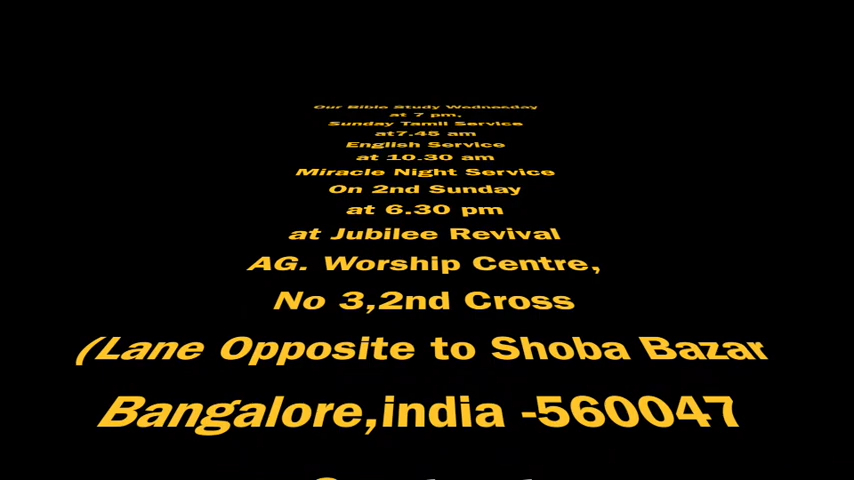 Our Bible Study Wednesday
at 7 pm,
Sunday Tamil Service
at7.45 am
English Service
at 10.30 am
Miracle Night Service
On 2nd Sunday
at 6.30 pm
at Jubilee Revival
AG. Worship Centre,
No 3,2nd Cross
(Lane Opposite to Shoba Bazar
Bangalore,india -560047